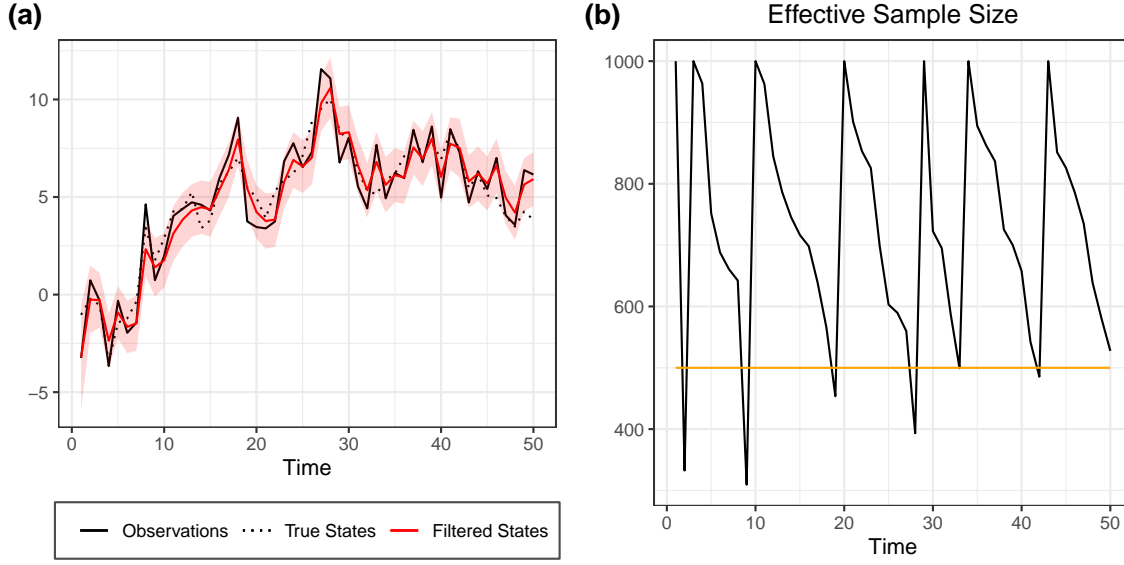 (a)
10
5
0
−5
0 10 20 30 40 50
Time
Observations True States Filtered States
(b)
Effective Sample Size
1000
800
600
400
0 10 20 30 40 50
Time